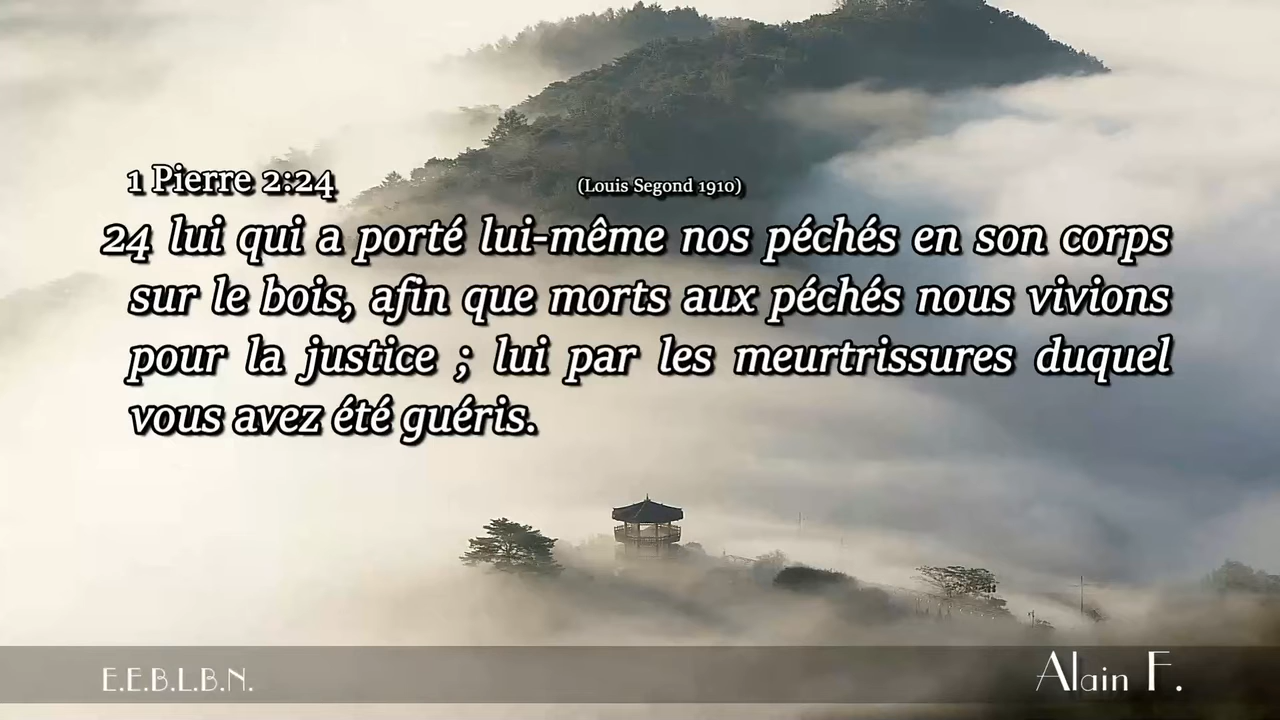 1 Pierre 2:24 (Louis Segond 1910)
24 lui qui a porté lui-même nos péchés en son corps
sur le bois, afin que morts aux péchés nous vivions
pour la justice ; lui par les meurtrissures duquel
vous avez été guéris.
E.E.B.L.B.N. Alain F.